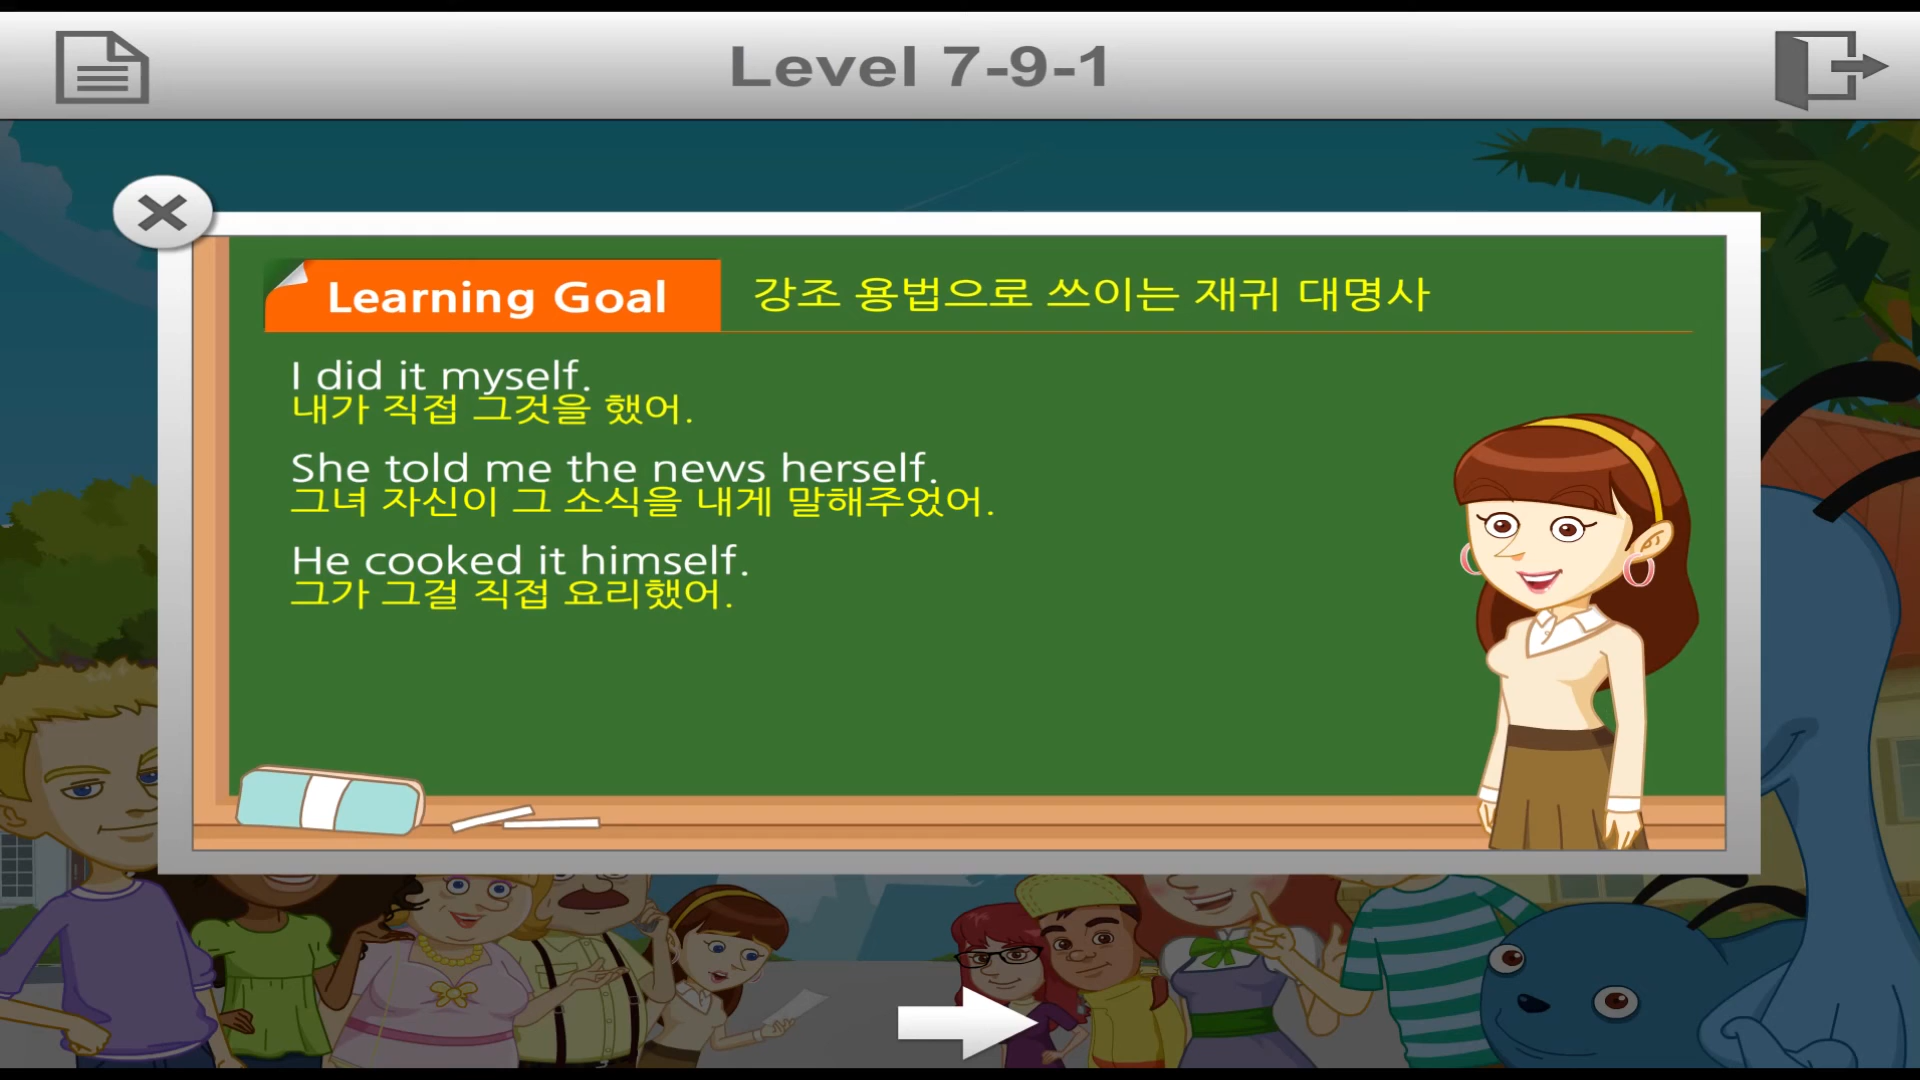 Level 7-9-1
Learning Goal 강조 용법으로 쓰이는 재귀 대명사
I did it myself.
내가 직접 그것을 했어.
She told me the news herself.
그녀 자신이 그 소식을 내게 말해주었어.
He cooked it himself.
그가 그걸 직접 요리했어.